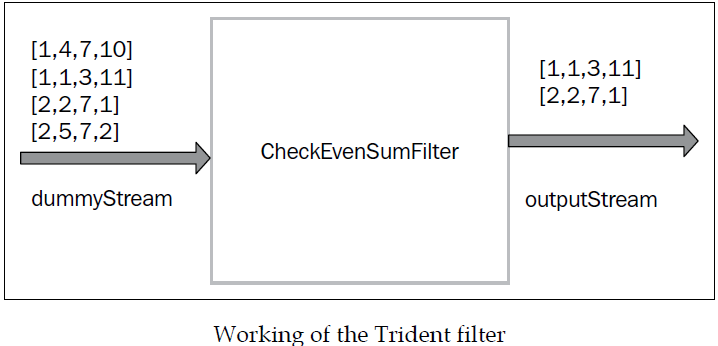 [1,4,7,10]
[1,1,3,11]
[2,2,7,1]
[2,5,7,2]
dummyStream
CheckEvenSumFilter
[1,1,3,11]
[2,2,7,1]
outputStream
Working of the Trident filter